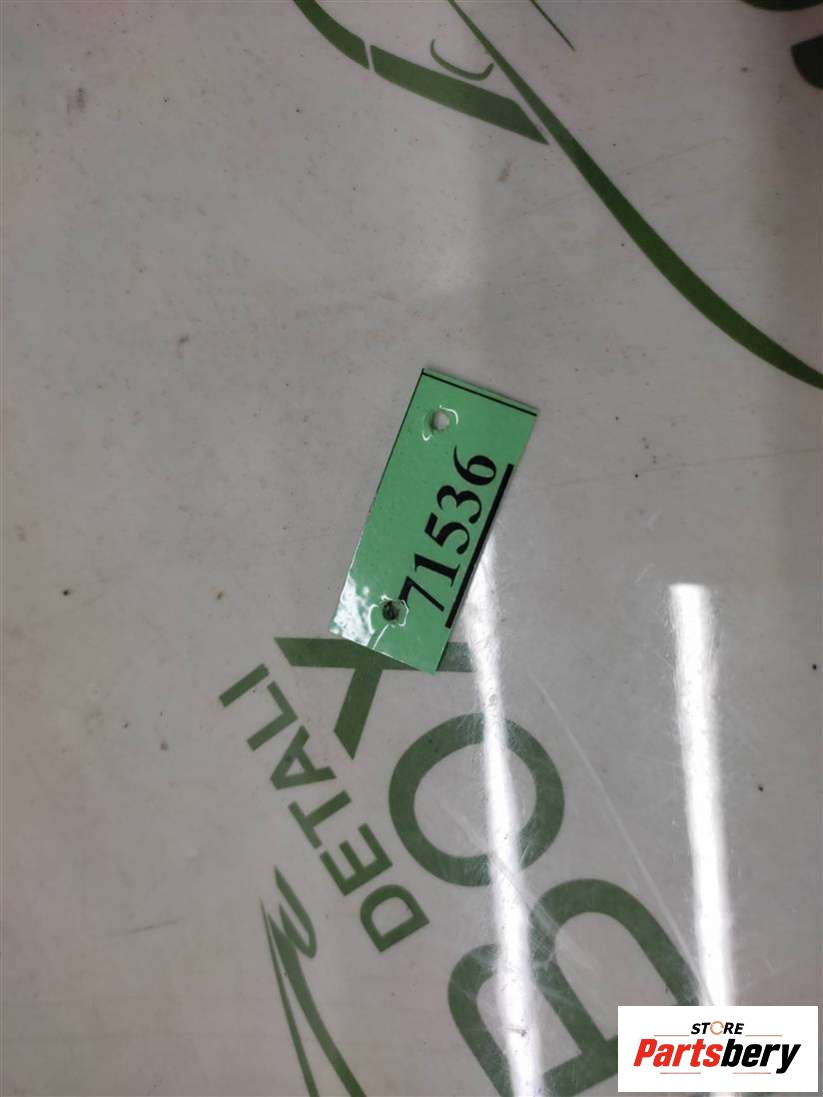 71536
BOX
DETALI
STORE
Partsbery